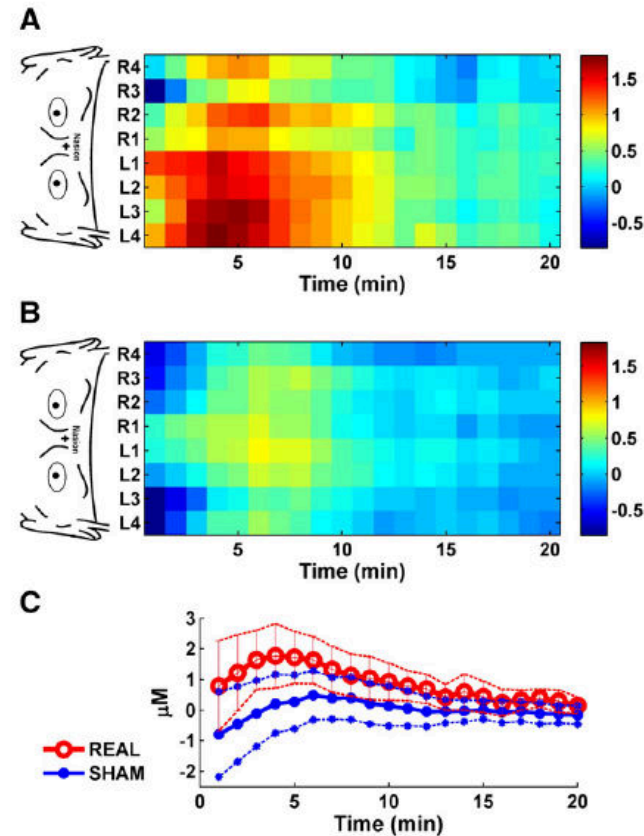 A
R4
R3
R2
R1
L1
L2
L3
L4
Nasion
+
5 10 15 20
Time (min)
1.5
1
0.5
0
-0.5
B
R4
R3
R2
R1
L1
L2
L3
L4
Nasion
+
5 10 15 20
Time (min)
1.5
1
0.5
0
-0.5
C
3
2
1
0
-1
-2
μM
0 5 10 15 20
Time (min)
REAL
SHAM